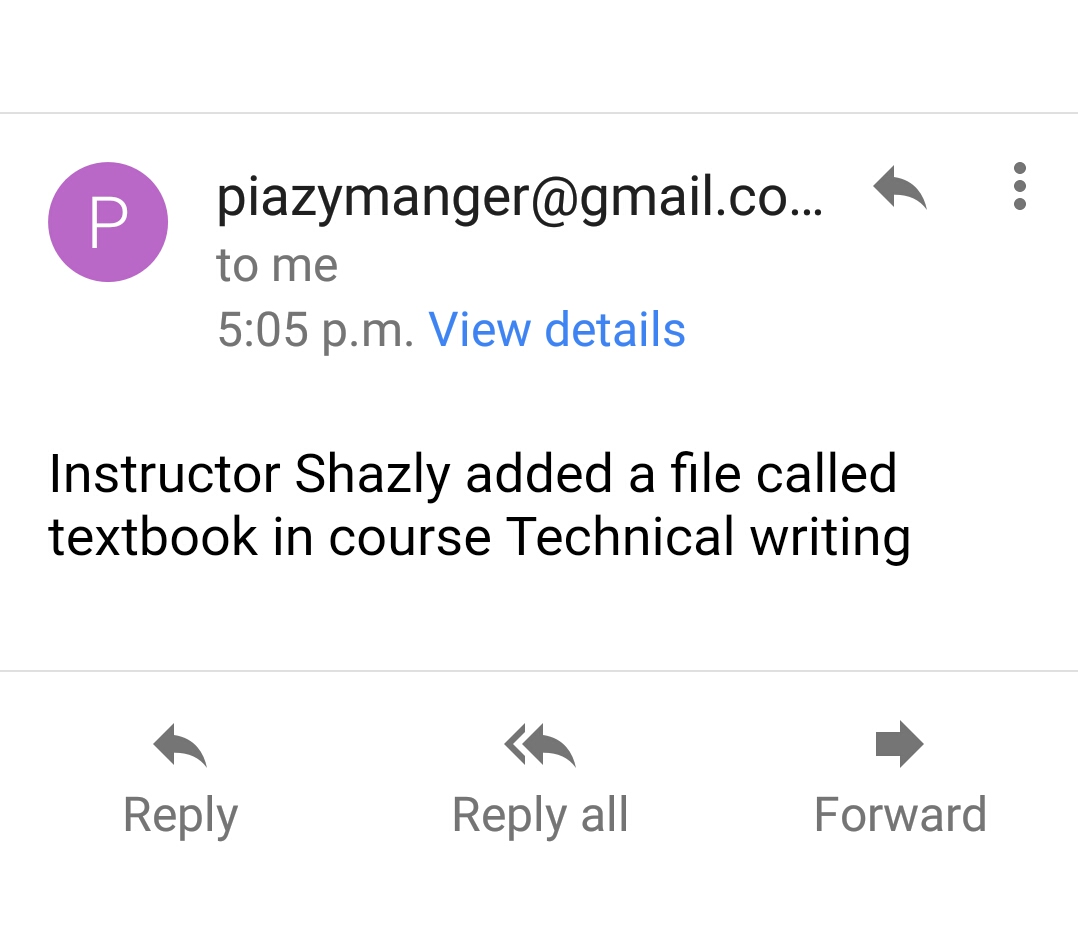 P
piazymanger@gmail.co...
to me
5:05 p.m. View details
Instructor Shazly added a file called
textbook in course Technical writing
Reply
Reply all
Forward